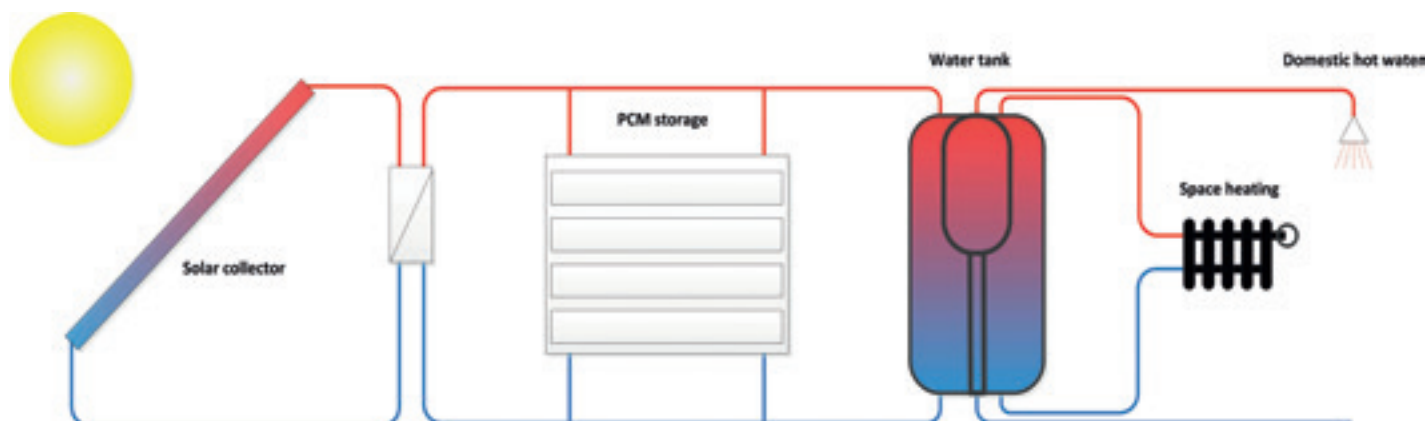 Water tank
Domestic hot water
PCM storage
Space heating
Solar collector